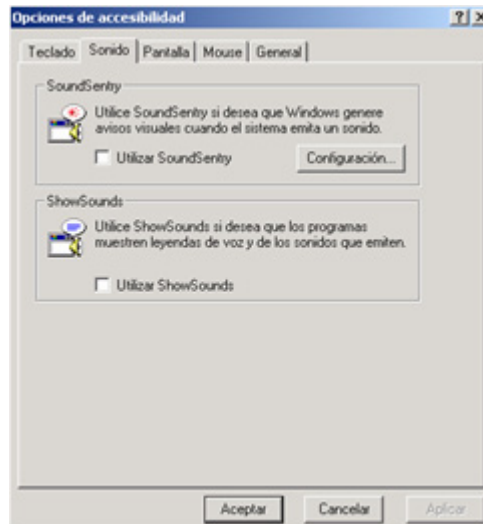 Opciones de accesibilidad
Teclado Sonido Pantalla Mouse General
SoundSentry
Utilice SoundSentry si desea que Windows genere
avisos visuales cuando el sistema emita un sonido.
Utilizar SoundSentry Configuración...
ShowSounds
Utilice ShowSounds si desea que los programas
muestren leyendas de voz y de los sonidos que emiten.
Utilizar ShowSounds
Aceptar Cancelar Aplicar